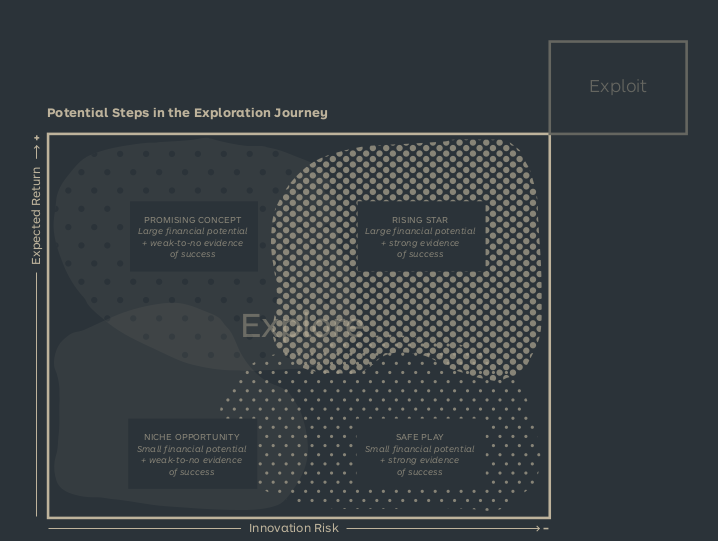 Exploit
Potential Steps in the Exploration Journey
+
Expected Return
PROMISING CONCEPT
Large financial potential
+ weak-to-no evidence
of success
RISING STAR
Large financial potential
+ strong evidence
of success
Explore
NICHE OPPORTUNITY
Small financial potential
+ weak-to-no evidence
of success
SAFE PLAY
Small financial potential
+ strong evidence
of success
Innovation Risk
-